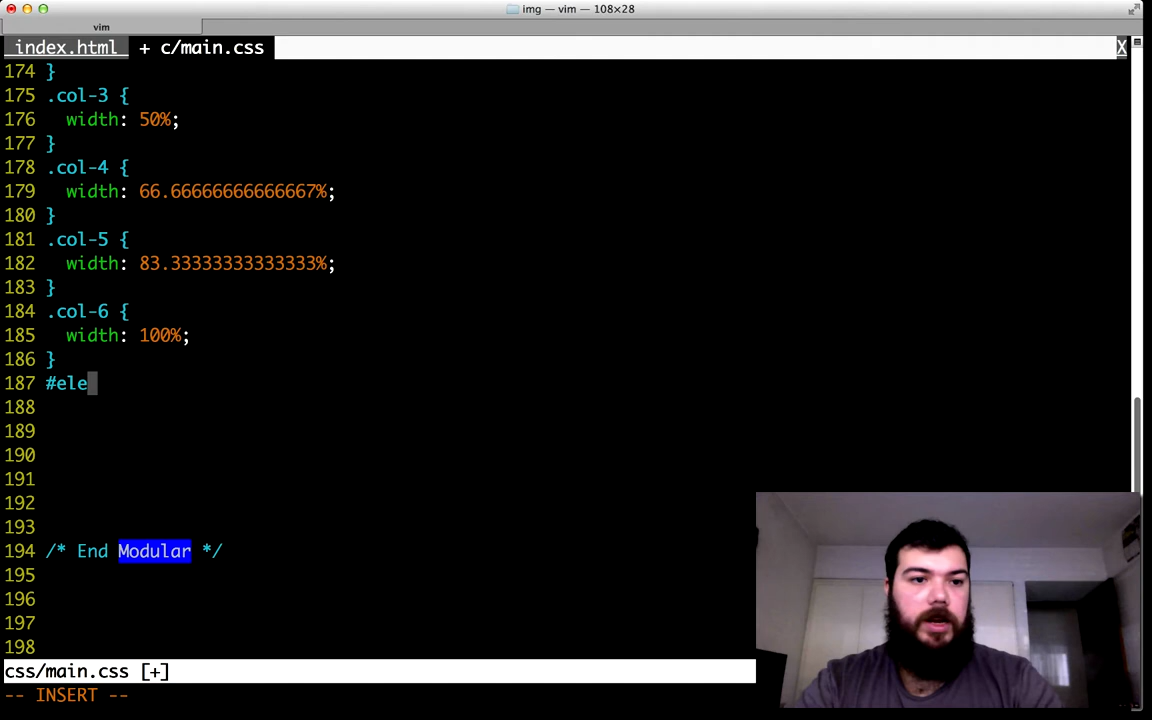 img — vim — 108×28
vim
index.html + c/main.css X
174 }
175 .col-3 {
176 width: 50%;
177 }
178 .col-4 {
179 width: 66.66666666666667%;
180 }
181 .col-5 {
182 width: 83.33333333333333%;
183 }
184 .col-6 {
185 width: 100%;
186 }
187 #ele
188
189
190
191
192
193
194 /* End Modular */
195
196
197
198
css/main.css [+]
-- INSERT --